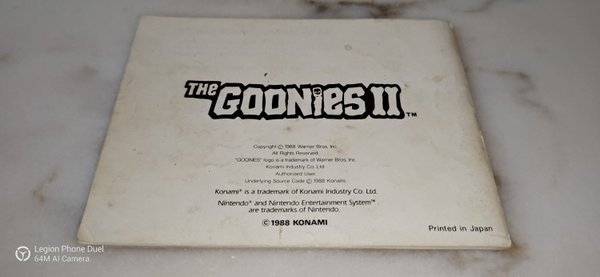 THE GOONIES II ™
Copyright © 1988 Warner Bros. Inc.
All Rights Reserved.
"GOONIES" logo is a trademark of Warner Bros. Inc.
Konami Industry Co. Ltd.
Authorized User.
Underlying Source Code © 1988 Konami.
Konami® is a trademark of Konami Industry Co. Ltd.
Nintendo® and Nintendo Entertainment System™
are trademarks of Nintendo.
© 1988 KONAMI
Printed in Japan
Legion Phone Duel
64M AI Camera